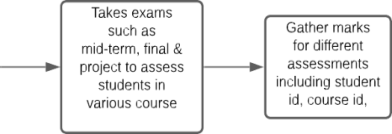 Takes exams
such as
mid-term, final &
project to assess
students in
various course
Gather marks
for different
assessments
including student
id, course id,